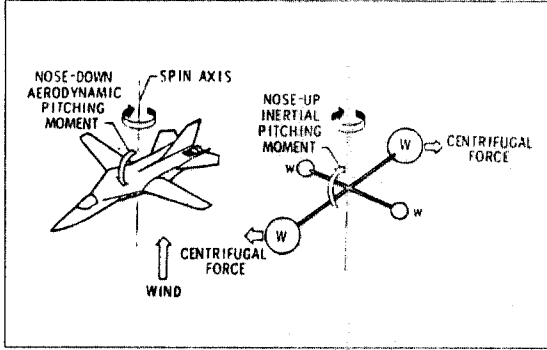 NOSE-DOWN
AERODYNAMIC
PITCHING
MOMENT
SPIN AXIS
WIND
NOSE-UP
INERTIAL
PITCHING
MOMENT
W
CENTRIFUGAL
FORCE
w
w
W
CENTRIFUGAL
FORCE